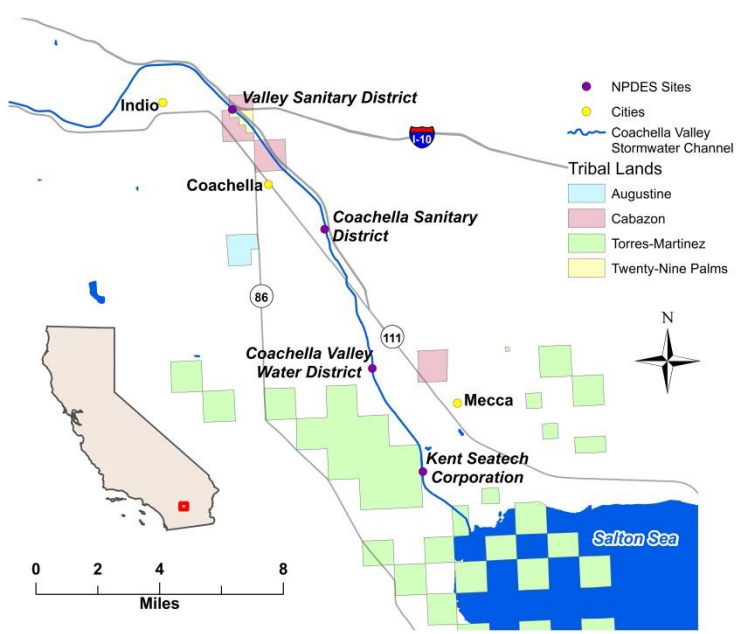 NPDES Sites
Cities
Coachella Valley
Stormwater Channel
Tribal Lands
Augustine
Cabazon
Torres-Martinez
Twenty-Nine Palms
Indio
Valley Sanitary District
I-10
Coachella
Coachella Sanitary
District
86
111
N
Coachella Valley
Water District
Mecca
Kent Seatech
Corporation
Salton Sea
0 2 4 8
Miles